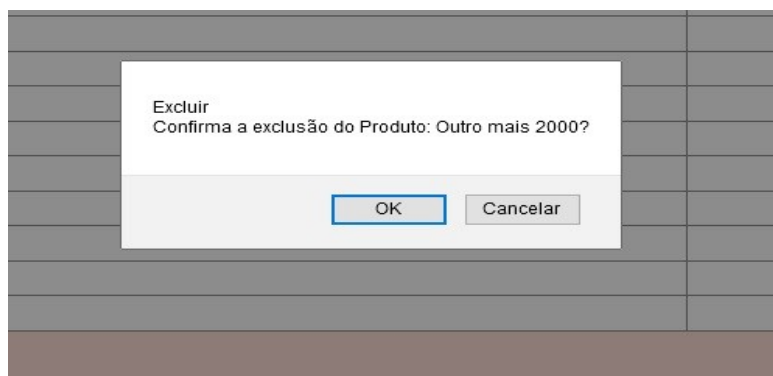 Excluir
Confirma a exclusão do Produto: Outro mais 2000?
OK Cancelar